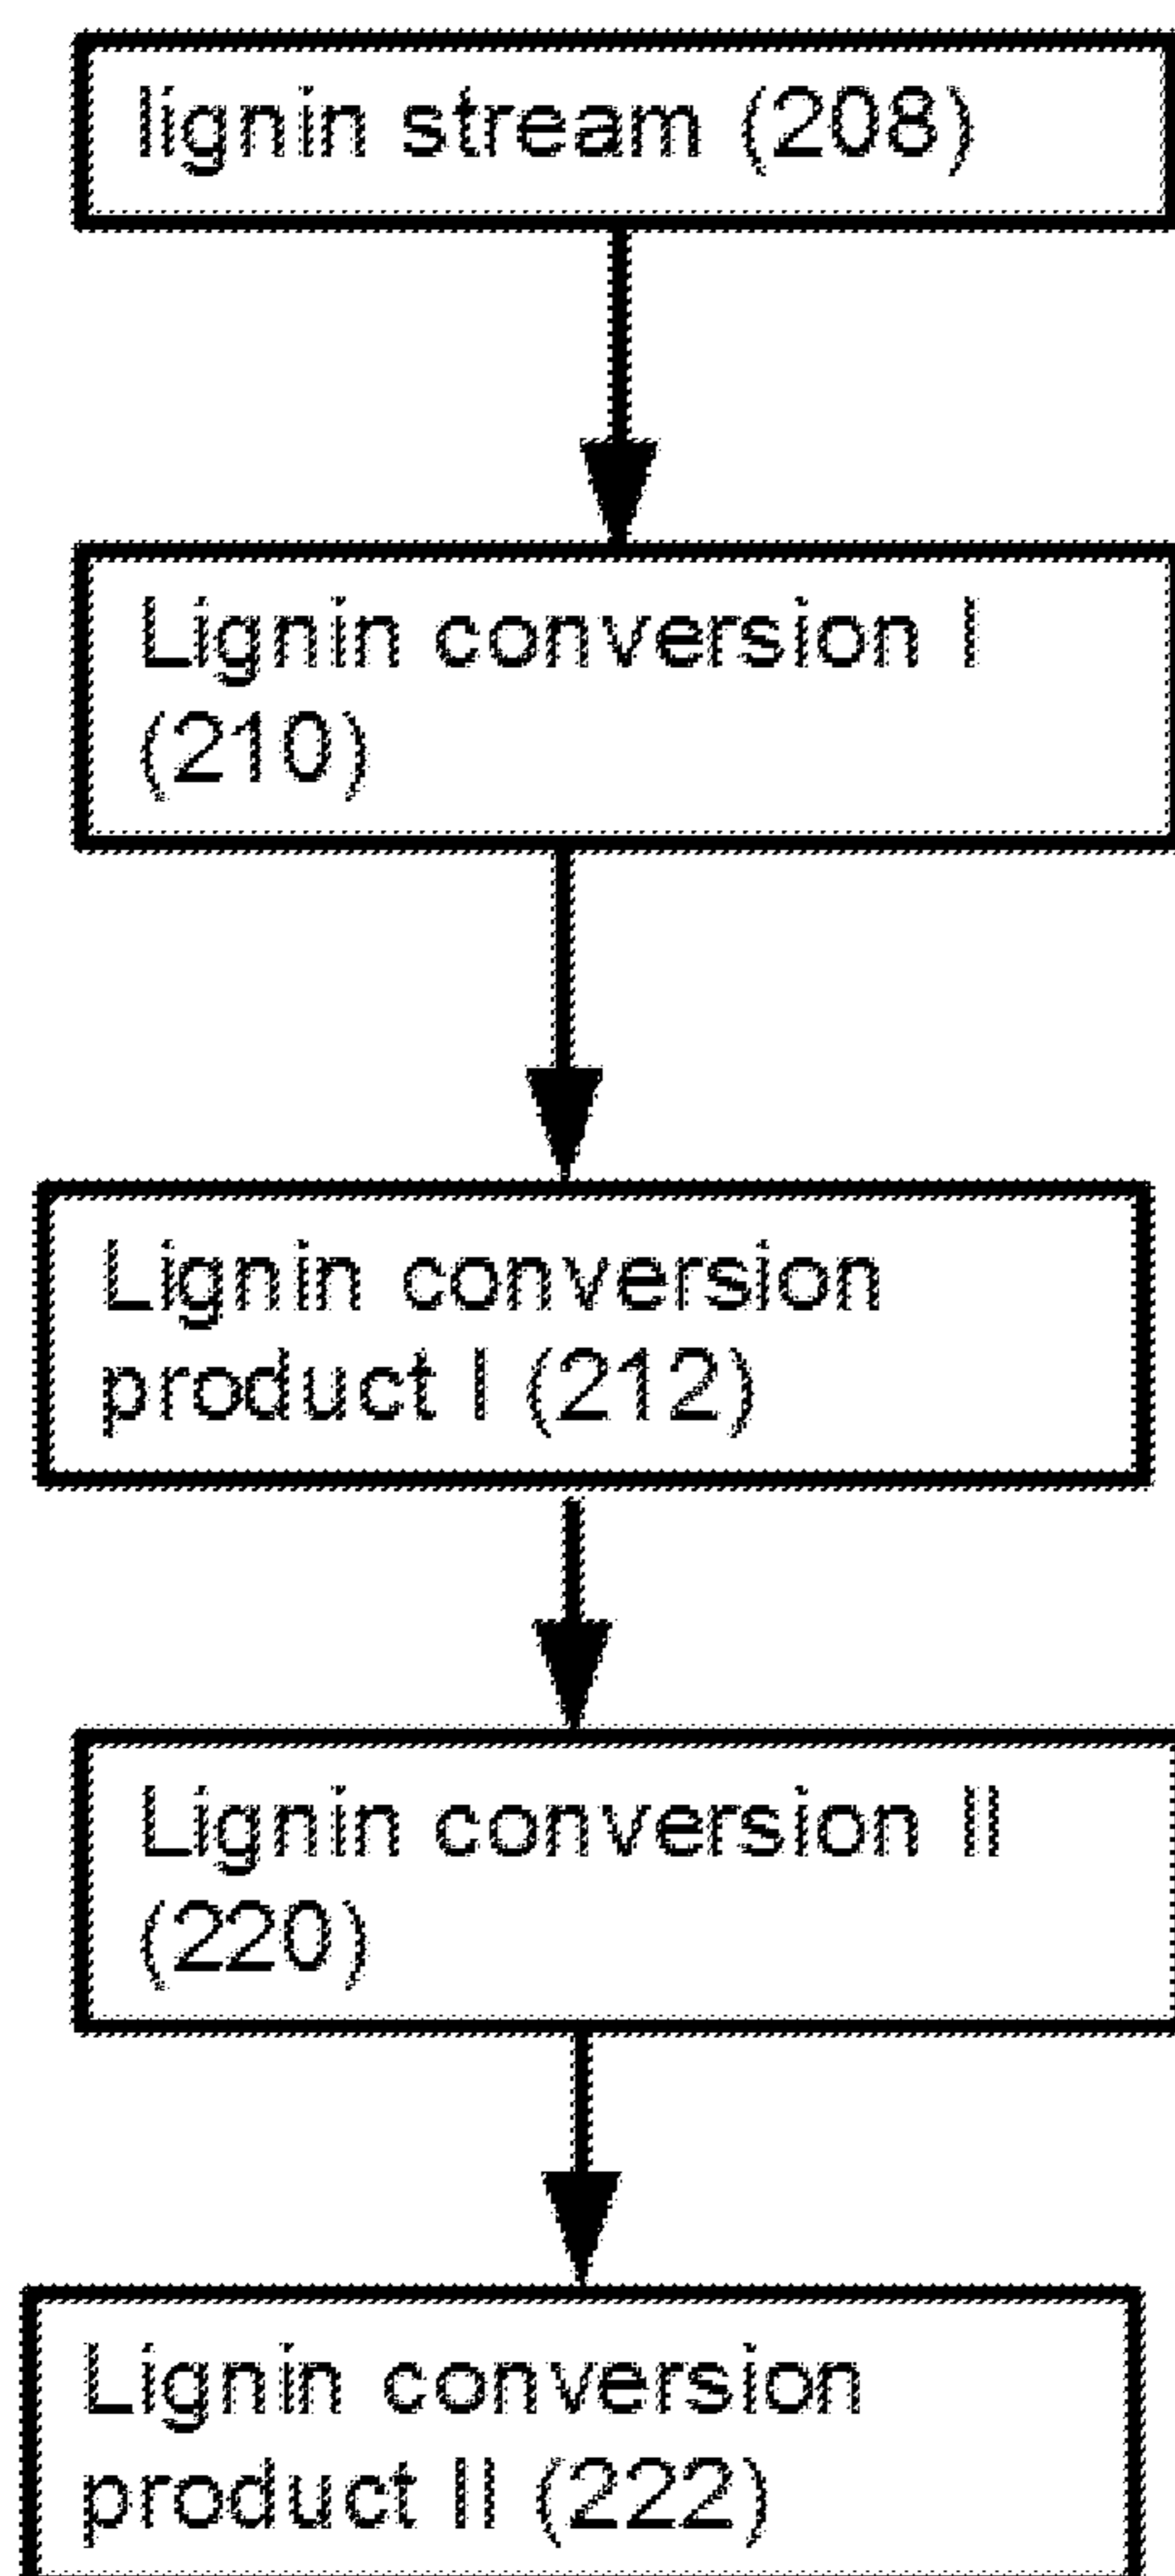 lignin stream (208)
Lignin conversion I
(210)
Lignin conversion
product I (212)
Lignin conversion II
(220)
Lignin conversion
product II (222)